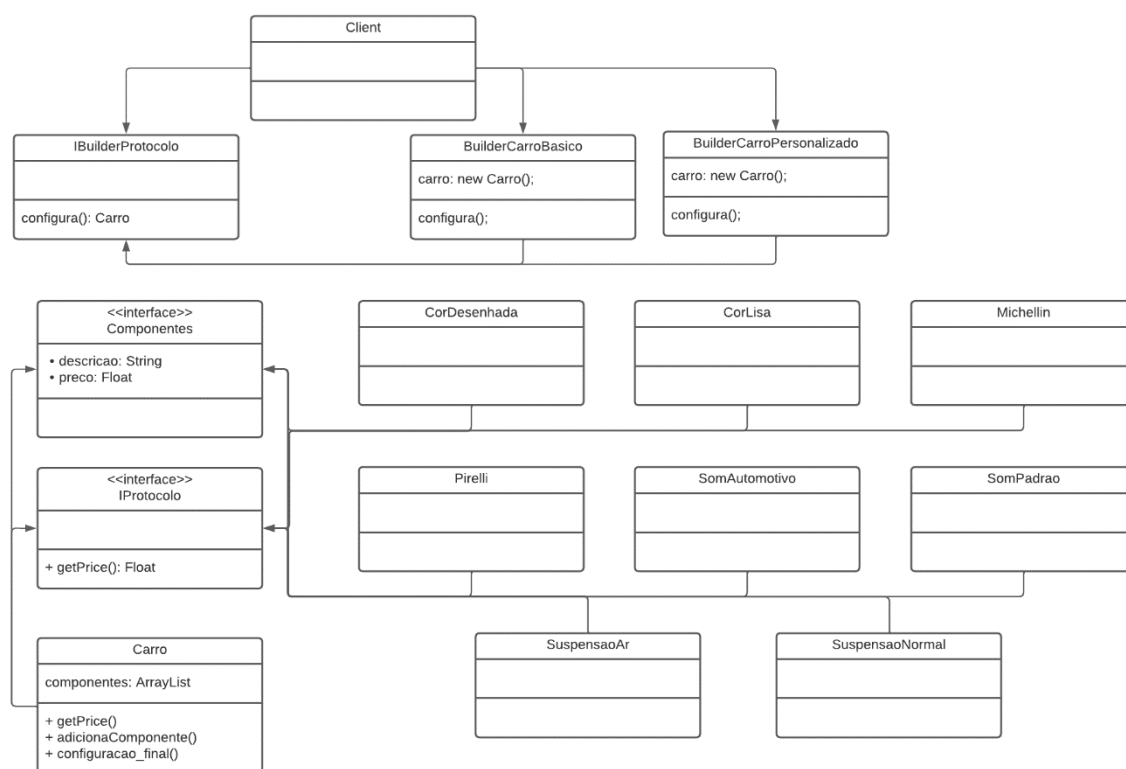 Client
IBuilderProtocolo
configura(): Carro
BuilderCarroBasico
carro: new Carro();
configura();
BuilderCarroPersonalizado
carro: new Carro();
configura();
<<interface>>
Componentes
• descricao: String
• preco: Float
CorDesenhada
CorLisa
Michellin
<<interface>>
IProtocolo
+ getPrice(): Float
Pirelli
SomAutomotivo
SomPadrao
Carro
componentes: ArrayList
+ getPrice()
+ adicionaComponente()
+ configuracao_final()
SuspensaoAr
SuspensaoNormal